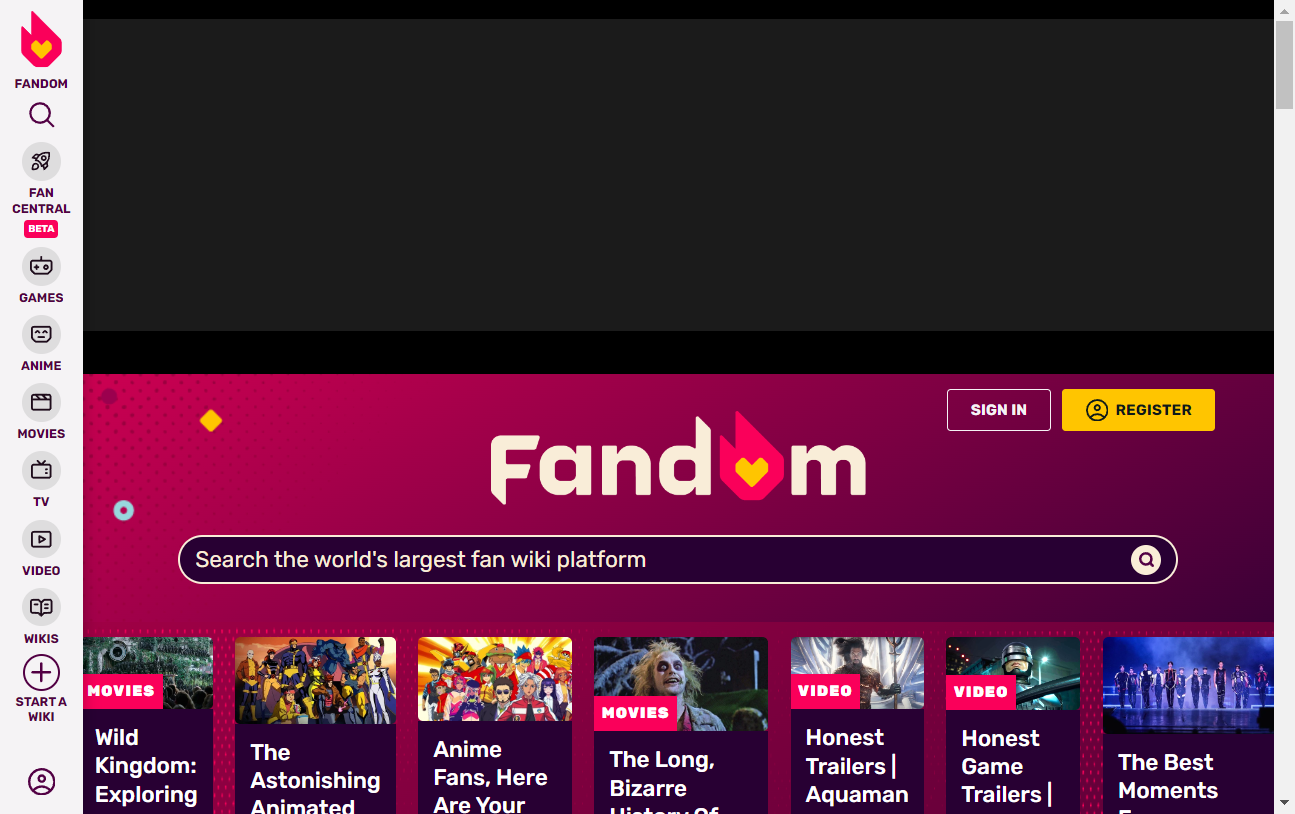 FANDOM
FAN
CENTRAL
BETA
GAMES
ANIME
MOVIES
TV
VIDEO
WIKIS
START A
WIKI
SIGN IN
REGISTER
Fandom
Search the world's largest fan wiki platform
MOVIES
Wild
Kingdom:
Exploring
The
Astonishing
Animated
Anime
Fans, Here
Are Your
MOVIES
The Long,
Bizarre
History Of
VIDEO
Honest
Trailers |
Aquaman
VIDEO
Honest
Game
Trailers |
The Best
Moments